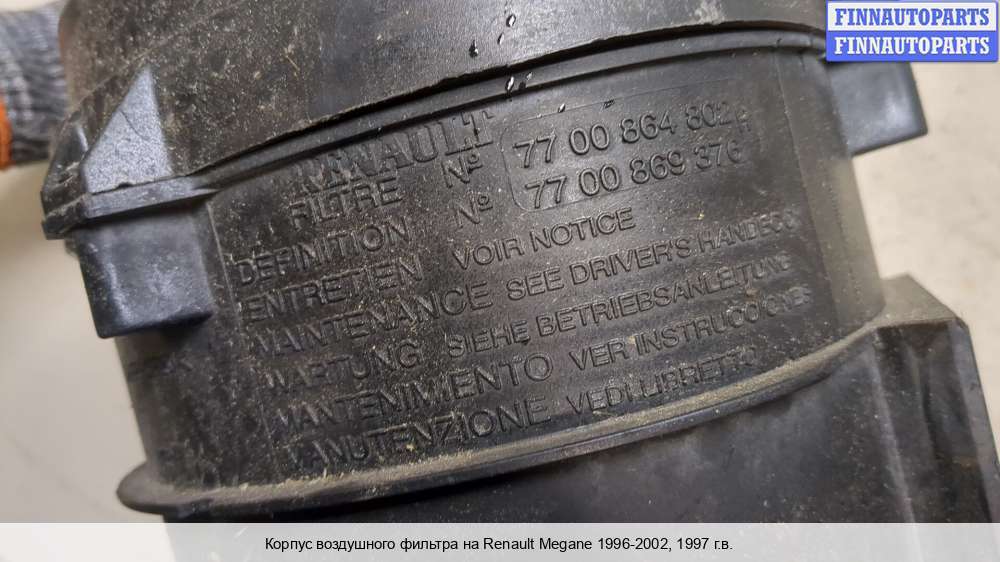 FINNAUTOPARTS
FINNAUTOPARTS
RENAULT
FILTRE Nº 77 00 864 802
DEFINITION Nº 77 00 869 376
ENTRETIEN VOIR NOTICE
MAINTENANCE SEE DRIVER'S
WARTUNG SIEHE BETRIEBSANLEITUNG
MANTENIMIENTO VER INSTRUCCIONES
MANUTENZIONE VEDI LIBRETTO
Корпус воздушного фильтра на Renault Megane 1996-2002, 1997 г.в.